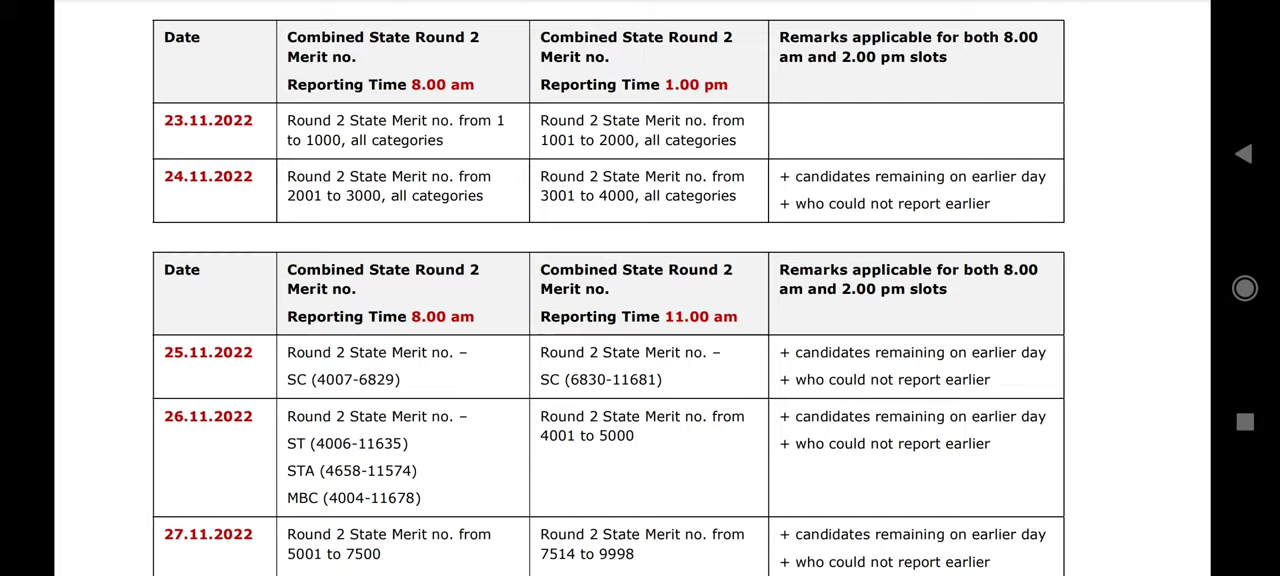 Date
Combined State Round 2
Merit no.
Reporting Time 8.00 am
Combined State Round 2
Merit no.
Reporting Time 1.00 pm
Remarks applicable for both 8.00
am and 2.00 pm slots
23.11.2022
Round 2 State Merit no. from 1
to 1000, all categories
Round 2 State Merit no. from
1001 to 2000, all categories
24.11.2022
Round 2 State Merit no. from
2001 to 3000, all categories
Round 2 State Merit no. from
3001 to 4000, all categories
+ candidates remaining on earlier day
+ who could not report earlier
Date
Combined State Round 2
Merit no.
Reporting Time 8.00 am
Combined State Round 2
Merit no.
Reporting Time 11.00 am
Remarks applicable for both 8.00
am and 2.00 pm slots
25.11.2022
Round 2 State Merit no. –
SC (4007-6829)
Round 2 State Merit no. –
SC (6830-11681)
+ candidates remaining on earlier day
+ who could not report earlier
26.11.2022
Round 2 State Merit no. –
ST (4006-11635)
STA (4658-11574)
MBC (4004-11678)
Round 2 State Merit no. from
4001 to 5000
+ candidates remaining on earlier day
+ who could not report earlier
27.11.2022
Round 2 State Merit no. from
5001 to 7500
Round 2 State Merit no. from
7514 to 9998
+ candidates remaining on earlier day
+ who could not report earlier